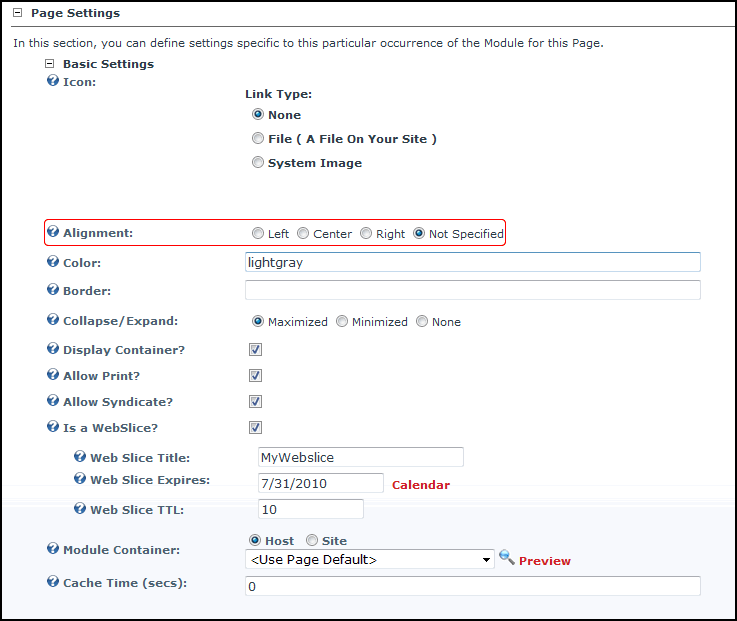 Page Settings
In this section, you can define settings specific to this particular occurrence of the Module for this Page.
Basic Settings
Icon:
Link Type:
None
File ( A File On Your Site )
System Image
Alignment: Left Center Right Not Specified
Color: lightgray
Border:
Collapse/Expand: Maximized Minimized None
Display Container?
Allow Print?
Allow Syndicate?
Is a WebSlice?
Web Slice Title: MyWebslice
Web Slice Expires: 7/31/2010 Calendar
Web Slice TTL: 10
Host Site
Module Container: <Use Page Default> Preview
Cache Time (secs): 0